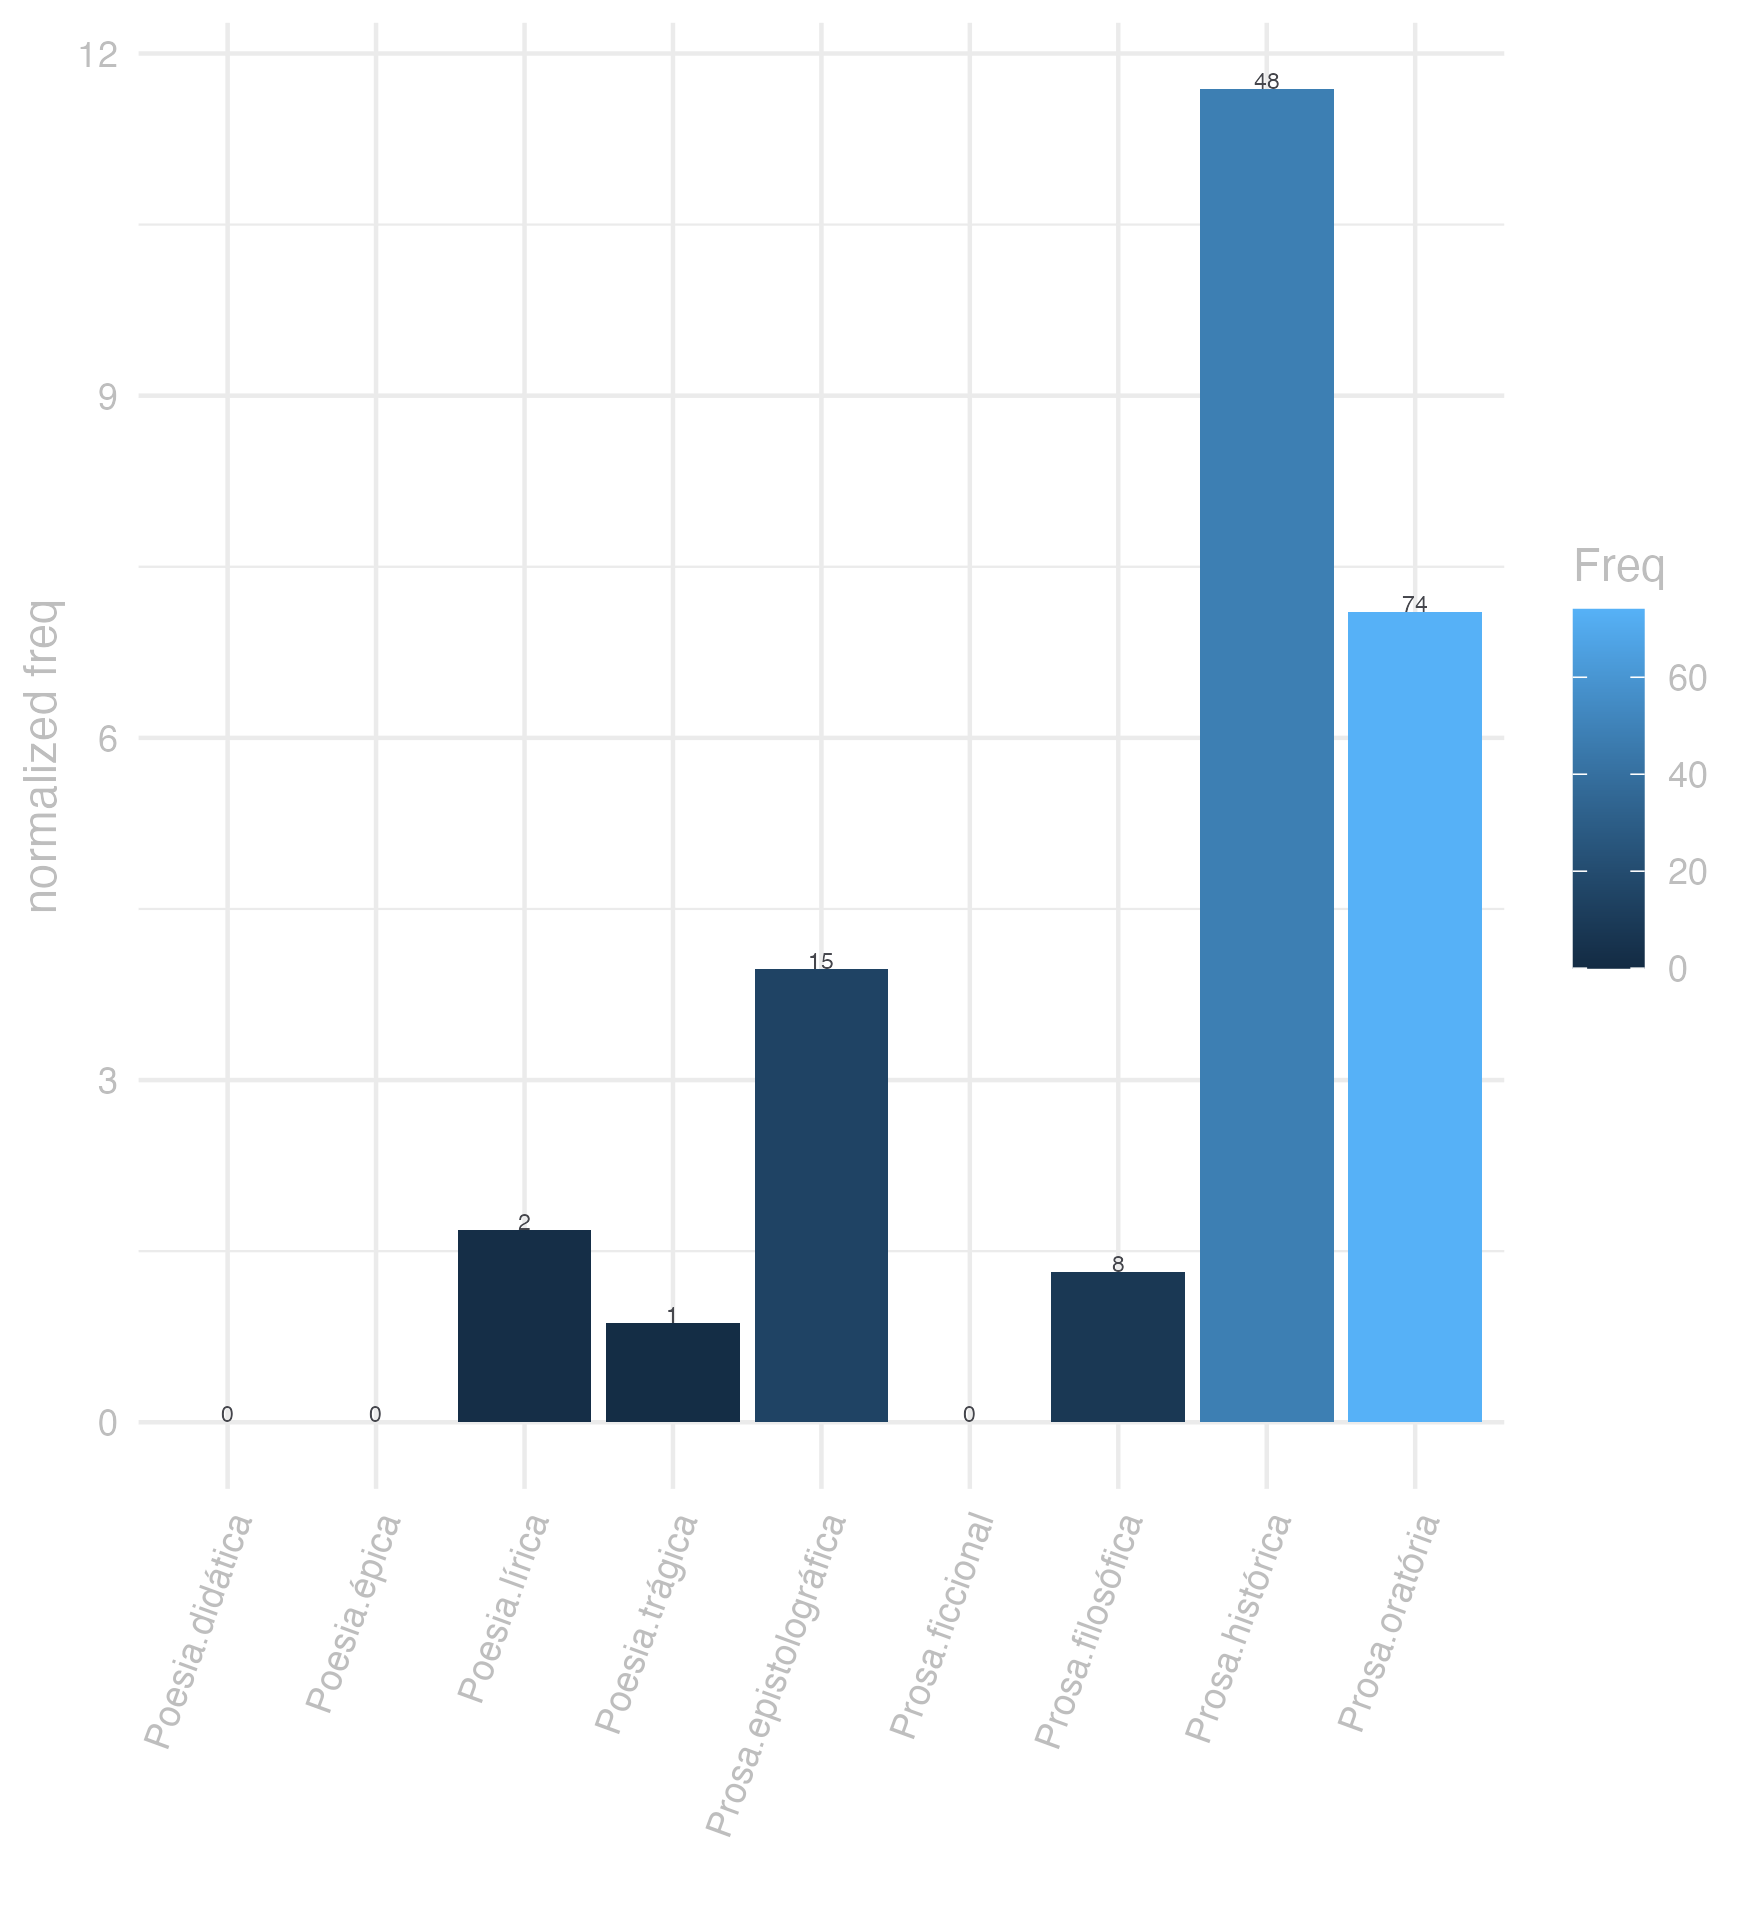 12
9
6
3
0
normalized freq
0
0
2
1
15
0
8
48
74
Poesia.didática
Poesia.épica
Poesia.lírica
Poesia.trágica
Prosa.epistolográfica
Prosa.ficcional
Prosa.filosófica
Prosa.histórica
Prosa.oratória
Freq
60
40
20
0